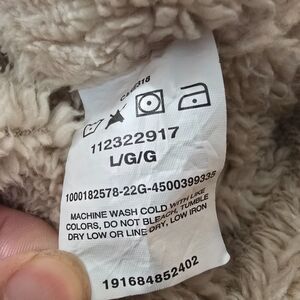 112322917
L/G/G
1000182578-22G-4500399335
MACHINE WASH COLD WITH LIKE
COLORS, DO NOT BLEACH, TUMBLE
DRY LOW OR LINE DRY, LOW IRON
191684852402